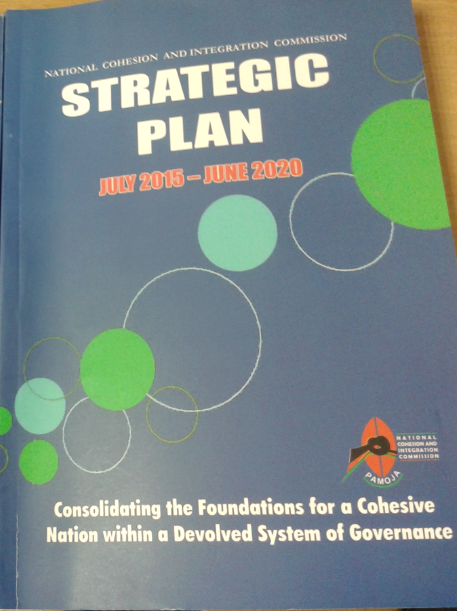 NATIONAL COHESION AND INTEGRATION COMMISSION
STRATEGIC
PLAN
JULY 2015 – JUNE 2020
NATIONAL
COHESION AND
INTEGRATION
COMMISSION
PAMOJA
Consolidating the Foundations for a Cohesive
Nation within a Devolved System of Governance